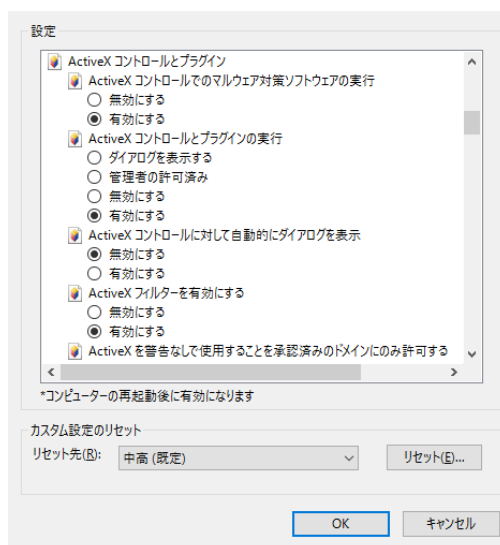 設定
ActiveX コントロールとプラグイン
ActiveX コントロールでのマルウェア対策ソフトウェアの実行
無効にする
有効にする
ActiveX コントロールとプラグインの実行
ダイアログを表示する
管理者の許可済み
無効にする
有効にする
ActiveX コントロールに対して自動的にダイアログを表示
無効にする
有効にする
ActiveX フィルターを有効にする
無効にする
有効にする
ActiveX を警告なしで使用することを承認済みのドメインにのみ許可する
*コンピューターの再起動後に有効になります
カスタム設定のリセット
リセット先(R): 中高 (既定) リセット(E)...
OK キャンセル